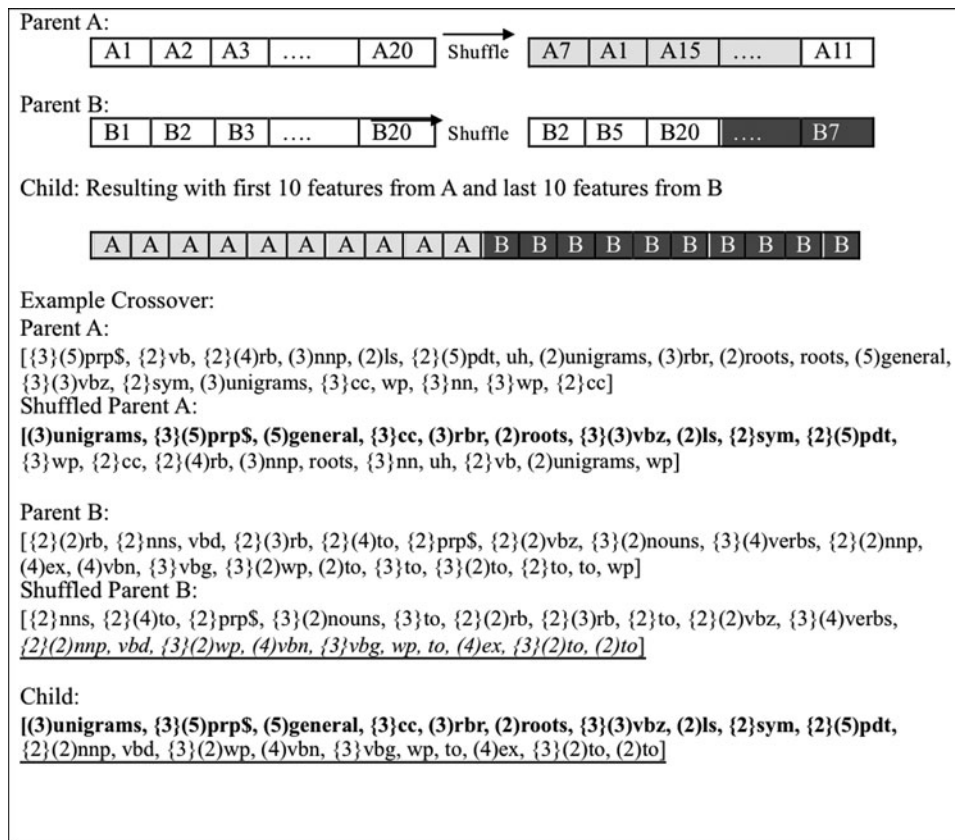 Parent A:
A1 A2 A3 …. A20 Shuffle A7 A1 A15 …. A11
Parent B:
B1 B2 B3 …. B20 Shuffle B2 B5 B20 …. B7
Child: Resulting with first 10 features from A and last 10 features from B
A A A A A A A A A A B B B B B B B B B B
Example Crossover:
Parent A:
[{3}(5)prp$, {2}vb, {2}(4)rb, (3)nnp, (2)ls, {2}(5)pdt, uh, (2)unigrams, (3)rbr, (2)roots, roots, (5)general,
{3}(3)vbz, {2}sym, (3)unigrams, {3}cc, wp, {3}nn, {3}wp, {2}cc]
Shuffled Parent A:
[(3)unigrams, {3}(5)prp$, (5)general, {3}cc, (3)rbr, (2)roots, {3}(3)vbz, (2)ls, {2}sym, {2}(5)pdt,
{3}wp, {2}cc, {2}(4)rb, (3)nnp, roots, {3}nn, uh, {2}vb, (2)unigrams, wp]
Parent B:
[{2}(2)rb, {2}nns, vbd, {2}(3)rb, {2}(4)to, {2}prp$, {2}(2)vbz, {3}(2)nouns, {3}(4)verbs, {2}(2)nnp,
(4)ex, (4)vbn, {3}vbg, {3}(2)wp, (2)to, {3}to, {3}(2)to, {2}to, to, wp]
Shuffled Parent B:
[{2}nns, {2}(4)to, {2}prp$, {3}(2)nouns, {3}to, {2}(2)rb, {2}(3)rb, {2}to, {2}(2)vbz, {3}(4)verbs,
{2}(2)nnp, vbd, {3}(2)wp, (4)vbn, {3}vbg, wp, to, (4)ex, {3}(2)to, (2)to]
Child:
[(3)unigrams, {3}(5)prp$, (5)general, {3}cc, (3)rbr, (2)roots, {3}(3)vbz, (2)ls, {2}sym, {2}(5)pdt,
{2}(2)nnp, vbd, {3}(2)wp, (4)vbn, {3}vbg, wp, to, (4)ex, {3}(2)to, (2)to]